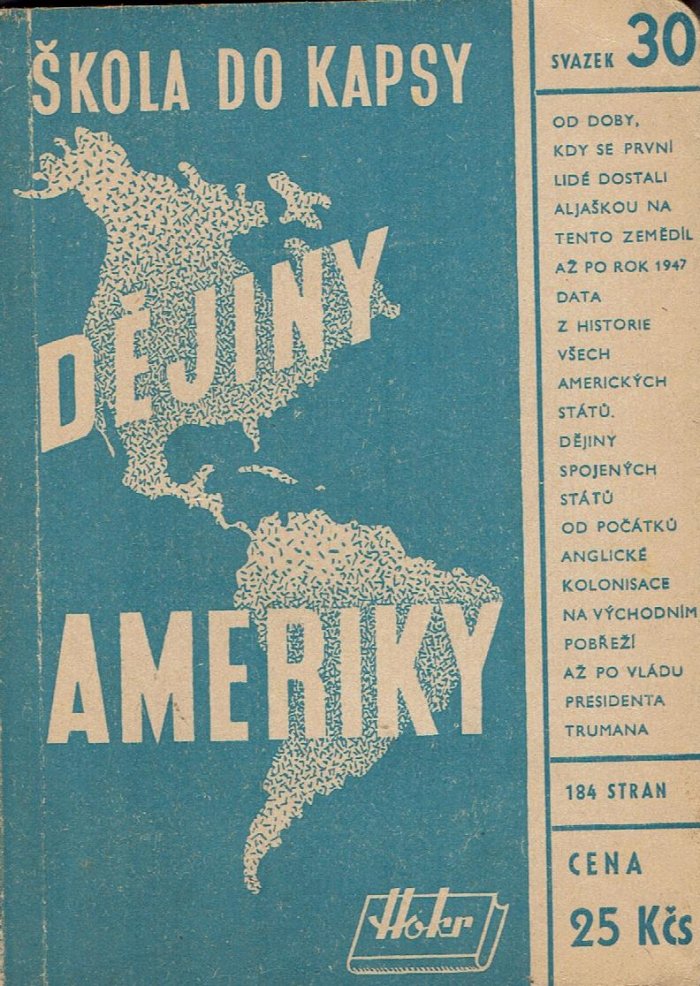 ŠKOLA DO KAPSY
DĚJINY
AMERIKY
Hokr
SVAZEK 30
OD DOBY,
KDY SE PRVNÍ
LIDÉ DOSTALI
ALJAŠKOU NA
TENTO ZEMĚDÍL
AŽ PO ROK 1947
DATA
Z HISTORIE
VŠECH
AMERICKÝCH
STÁTŮ.
DĚJINY
SPOJENÝCH
STÁTŮ
OD POČÁTKŮ
ANGLICKÉ
KOLONISACE
NA VÝCHODNÍM
POBŘEŽÍ
AŽ PO VLÁDU
PRESIDENTA
TRUMANA
184 STRAN
CENA
25 Kčs